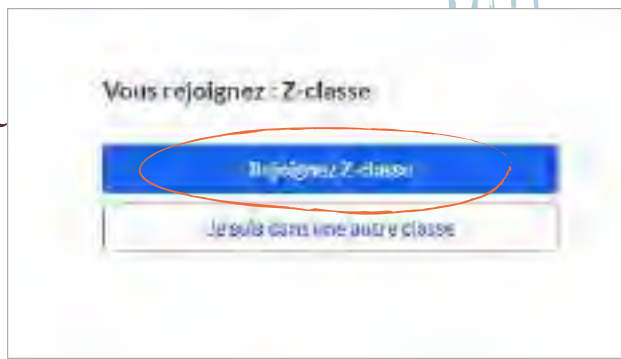 Vous rejoignez : Z-classe
Rejoignez Z-classe
Je suis dans une autre classe